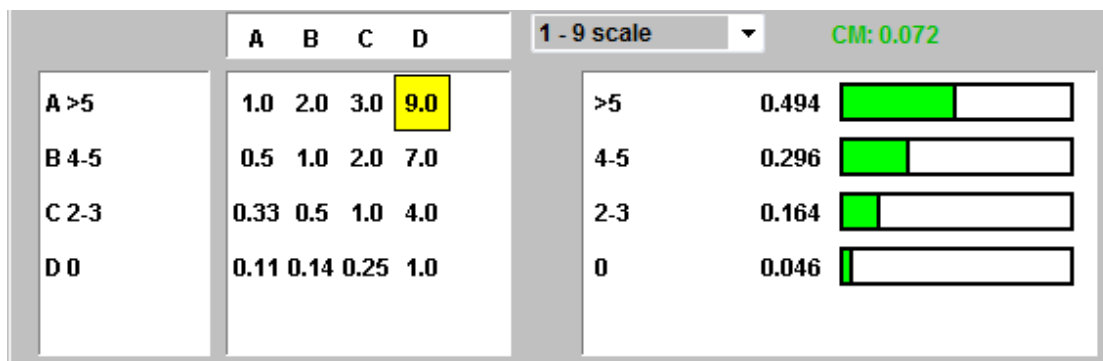 A B C D
1 - 9 scale
CM: 0.072
A >5 1.0 2.0 3.0 9.0 >5 0.494
B 4-5 0.5 1.0 2.0 7.0 4-5 0.296
C 2-3 0.33 0.5 1.0 4.0 2-3 0.164
D 0 0.11 0.14 0.25 1.0 0 0.046